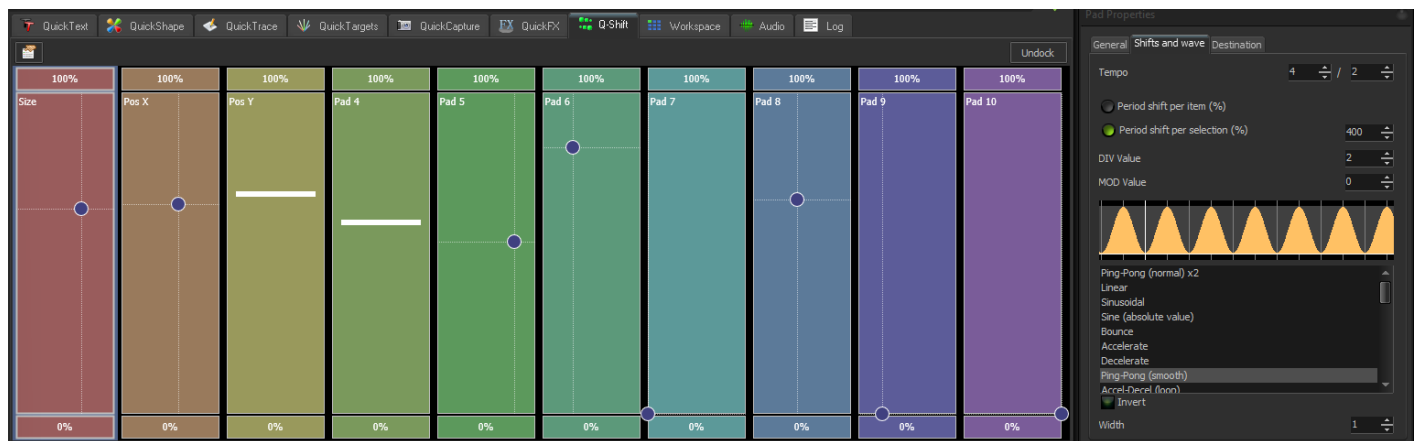 QuickText QuickShape QuickTrace QuickTargets QuickCapture QuickFX Q-Shift Workspace Audio Log
Undock
100% 100% 100% 100% 100% 100% 100% 100% 100% 100%
Size Pos X Pos Y Pad 4 Pad 5 Pad 6 Pad 7 Pad 8 Pad 9 Pad 10
0% 0% 0% 0% 0% 0% 0% 0% 0% 0%
Pad Properties
General Shifts and wave Destination
Tempo 4 / 2
Period shift per item (%)
Period shift per selection (%) 400
DIV Value 2
MOD Value 0
Ping-Pong (normal) x2
Linear
Sinusoidal
Sine (absolute value)
Bounce
Accelerate
Decelerate
Ping-Pong (smooth)
Accel-Decel (loop)
Invert
Width 1